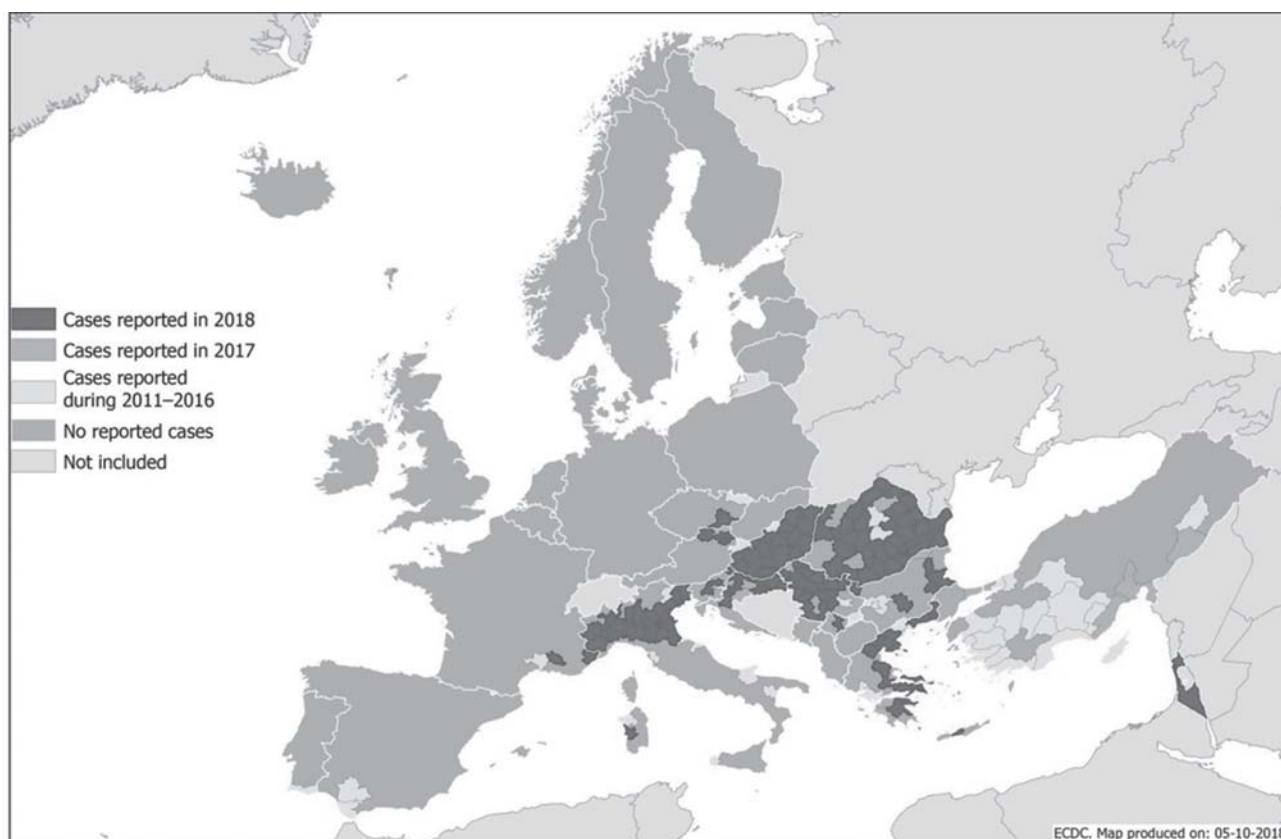 Cases reported in 2018
Cases reported in 2017
Cases reported
during 2011–2016
No reported cases
Not included
ECDC. Map produced on: 05-10-2018